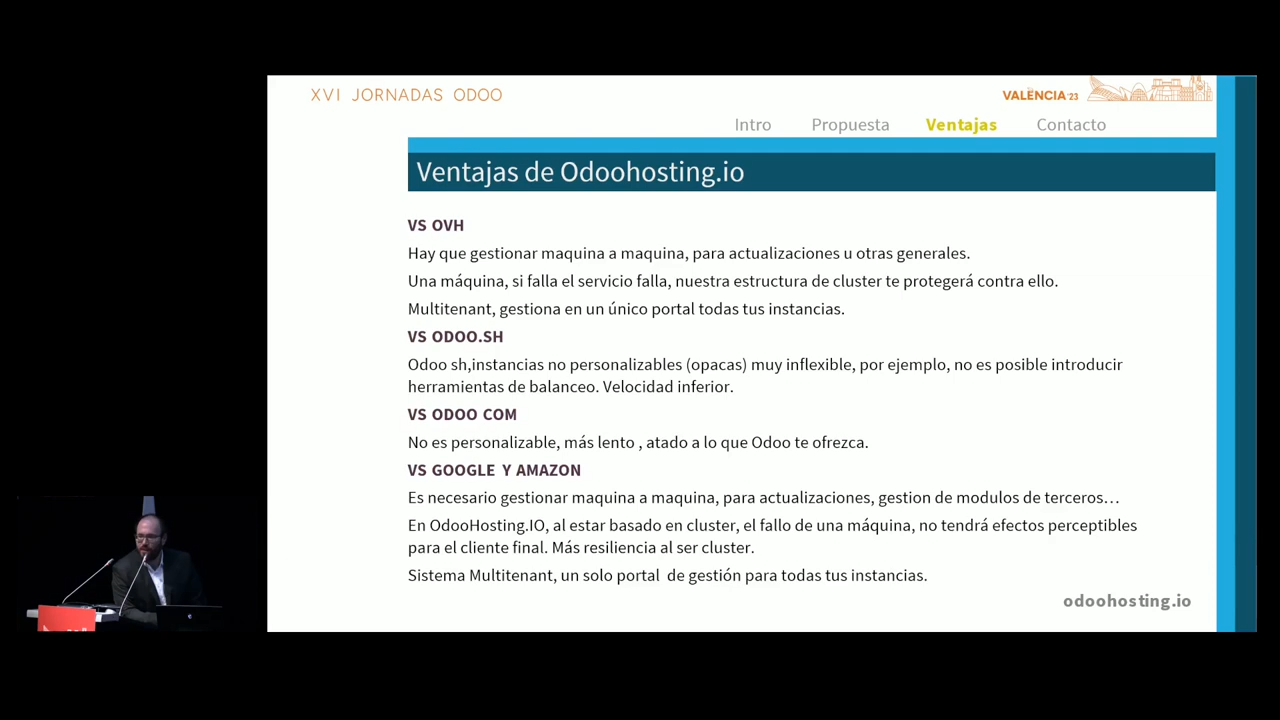 XVI JORNADAS ODOO
VALÈNCIA '23
Intro Propuesta Ventajas Contacto
Ventajas de Odoohosting.io
VS OVH
Hay que gestionar maquina a maquina, para actualizaciones u otras generales.
Una máquina, si falla el servicio falla, nuestra estructura de cluster te protegerá contra ello.
Multitenant, gestiona en un único portal todas tus instancias.
VS ODOO.SH
Odoo sh,instancias no personalizables (opacas) muy inflexible, por ejemplo, no es posible introducir
herramientas de balanceo. Velocidad inferior.
VS ODOO COM
No es personalizable, más lento , atado a lo que Odoo te ofrezca.
VS GOOGLE Y AMAZON
Es necesario gestionar maquina a maquina, para actualizaciones, gestion de modulos de terceros…
En OdooHosting.IO, al estar basado en cluster, el fallo de una máquina, no tendrá efectos perceptibles
para el cliente final. Más resiliencia al ser cluster.
Sistema Multitenant, un solo portal de gestión para todas tus instancias.
odoohosting.io